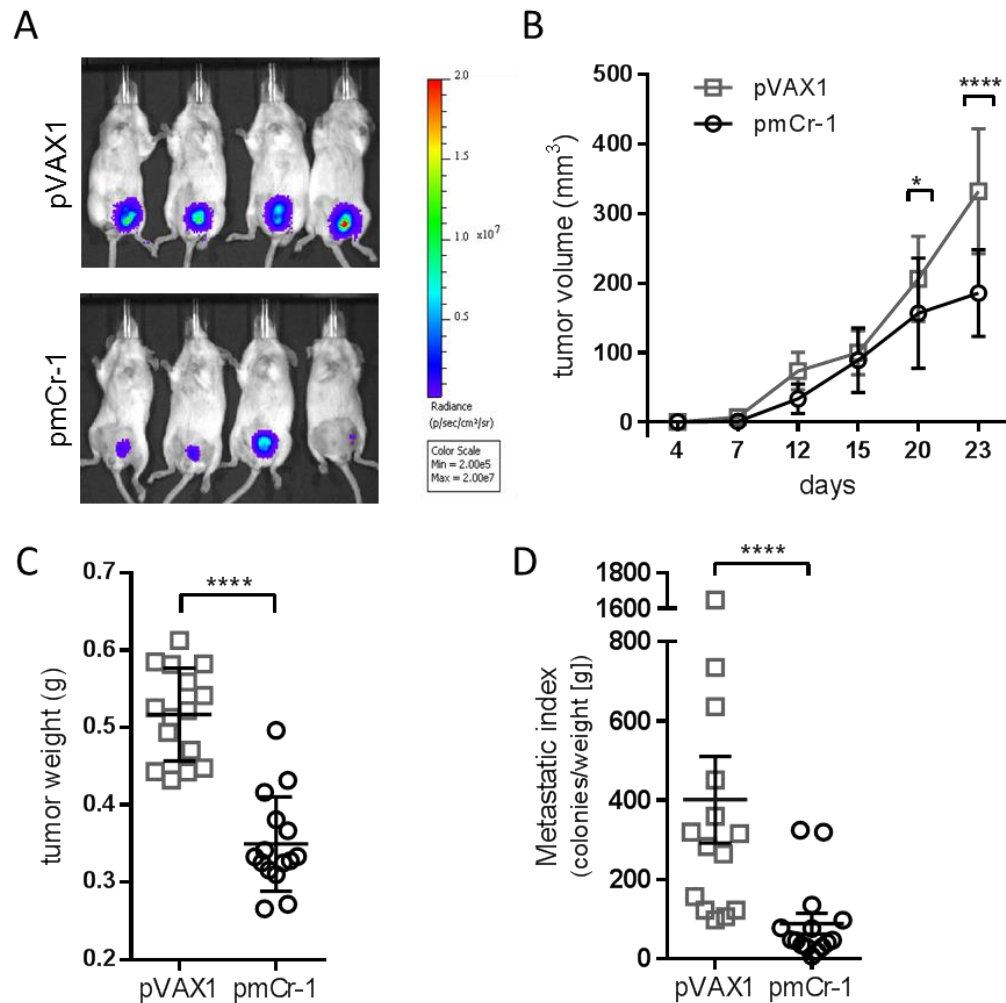 A
pVAX1
pmCr-1
2.0
1.5
x10⁷
1.0
0.5
Radiance
(p/sec/cm²/sr)
Color Scale
Min = 2.00e5
Max = 2.00e7
B
pVAX1
pmCr-1
****
*
tumor volume (mm³)
500
400
300
200
100
0
4 7 12 15 20 23
days
C
****
tumor weight (g)
0.7
0.6
0.5
0.4
0.3
0.2
pVAX1 pmCr-1
D
****
Metastatic index
(colonies/weight [g])
1800
1600
800
600
400
200
0
pVAX1 pmCr-1